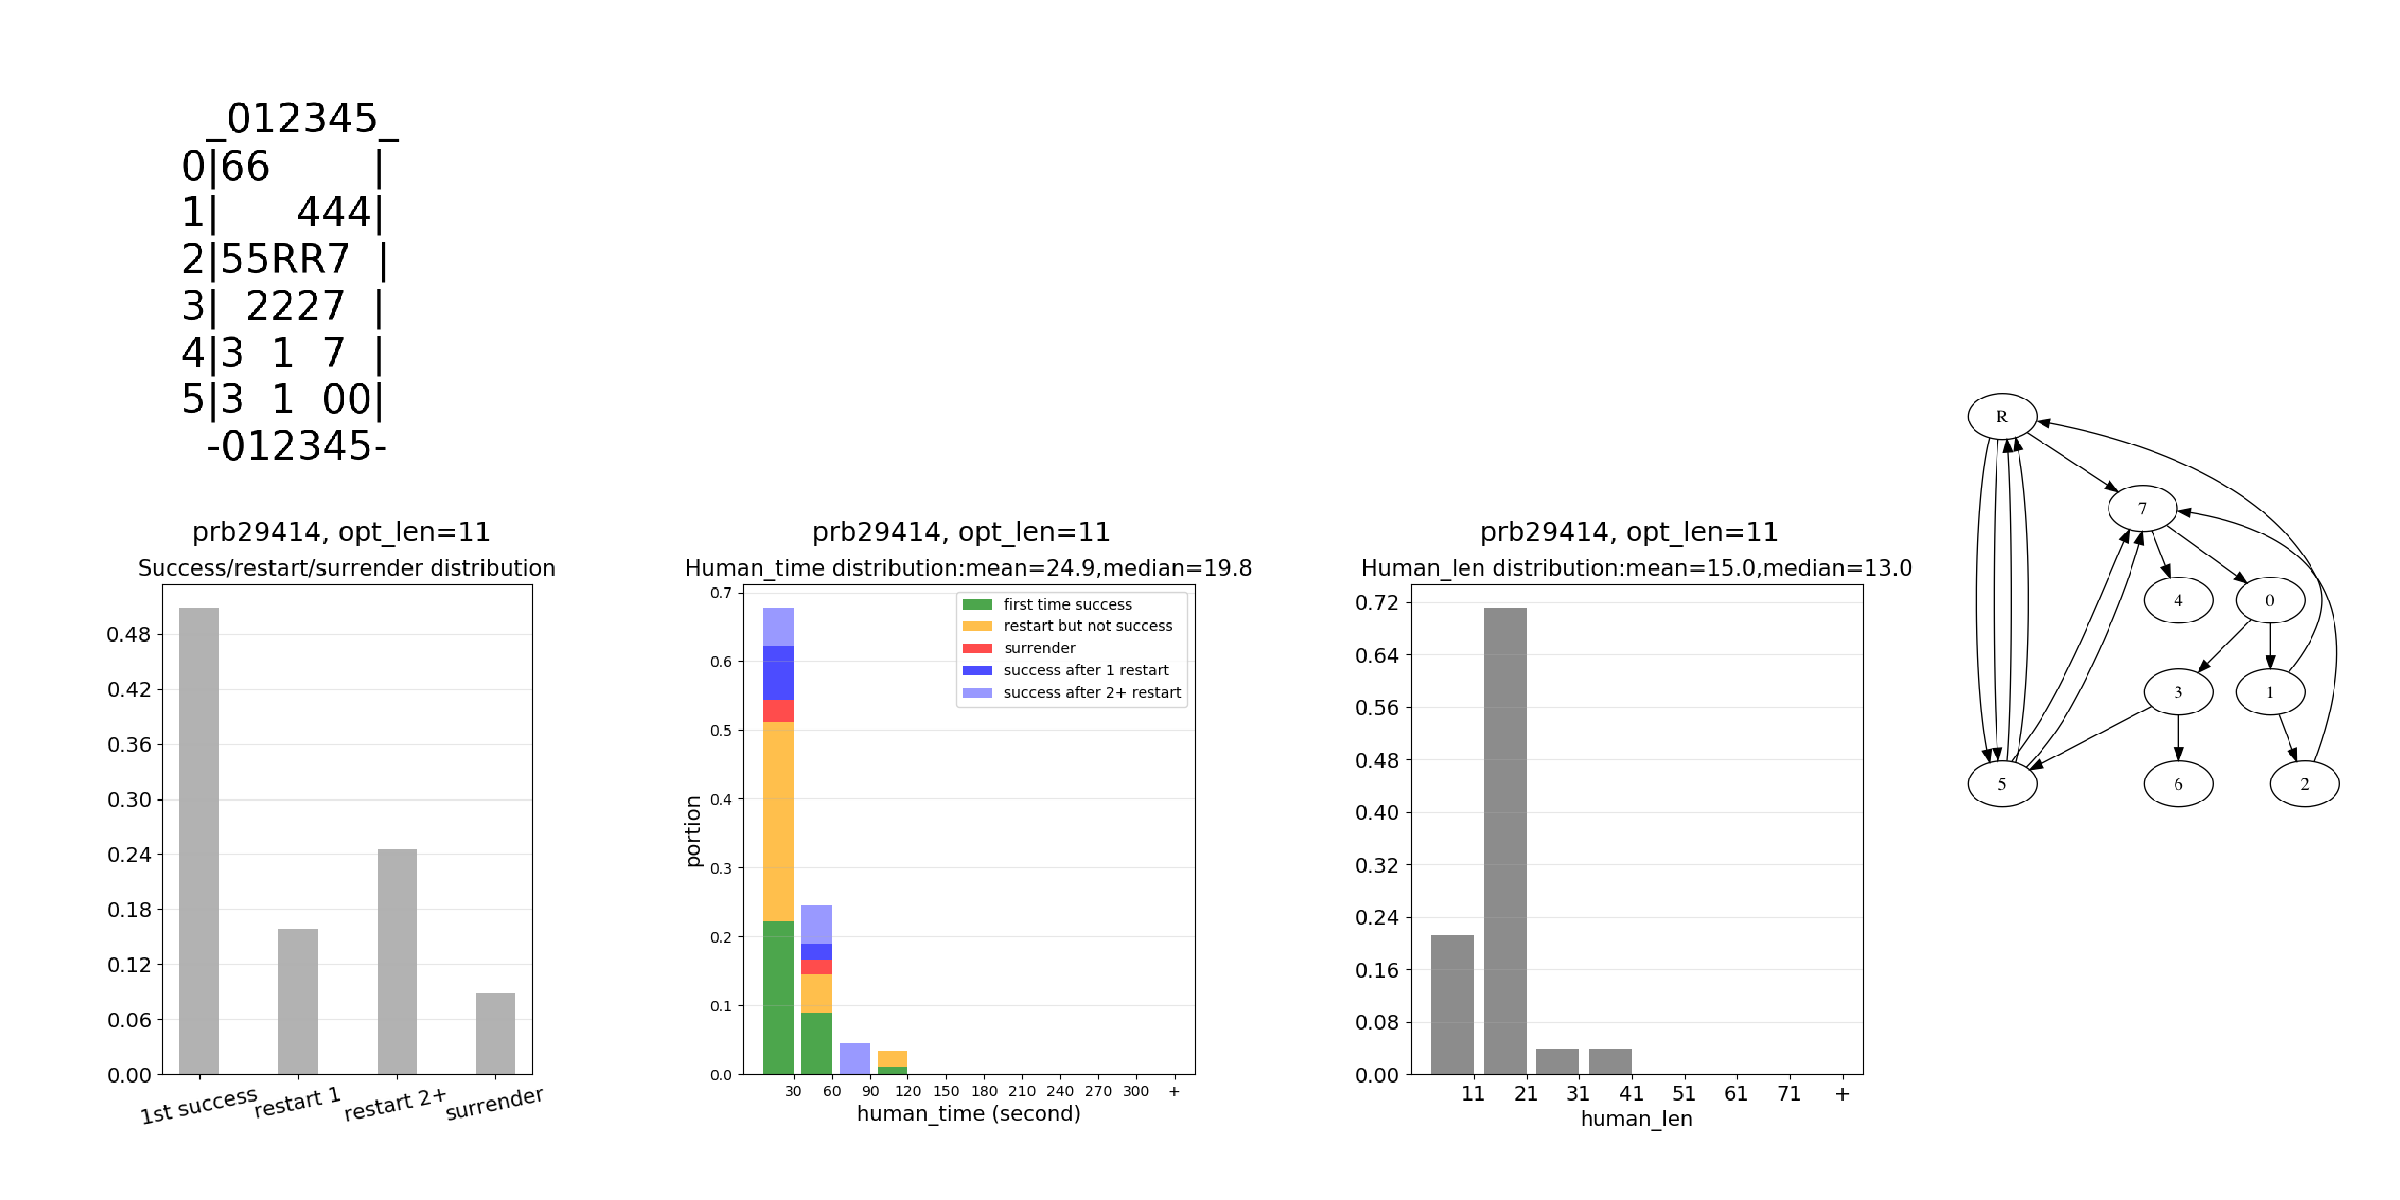 _012345_
0|66    |
1|   444|
2|55RR7 |
3| 2227 |
4|3 1 7 |
5|3 1 00|
-012345-
prb29414, opt_len=11
Success/restart/surrender distribution
0.48
0.42
0.36
0.30
0.24
0.18
0.12
0.06
0.00
1st success
restart 1
restart 2+
surrender
prb29414, opt_len=11
Human_time distribution:mean=24.9,median=19.8
first time success
restart but not success
surrender
success after 1 restart
success after 2+ restart
portion
0.7
0.6
0.5
0.4
0.3
0.2
0.1
0.0
30 60 90 120 150 180 210 240 270 300 +
human_time (second)
prb29414, opt_len=11
Human_len distribution:mean=15.0,median=13.0
0.72
0.64
0.56
0.48
0.40
0.32
0.24
0.16
0.08
0.00
11 21 31 41 51 61 71 +
human_len
R
7
4 0
3 1
5 6 2